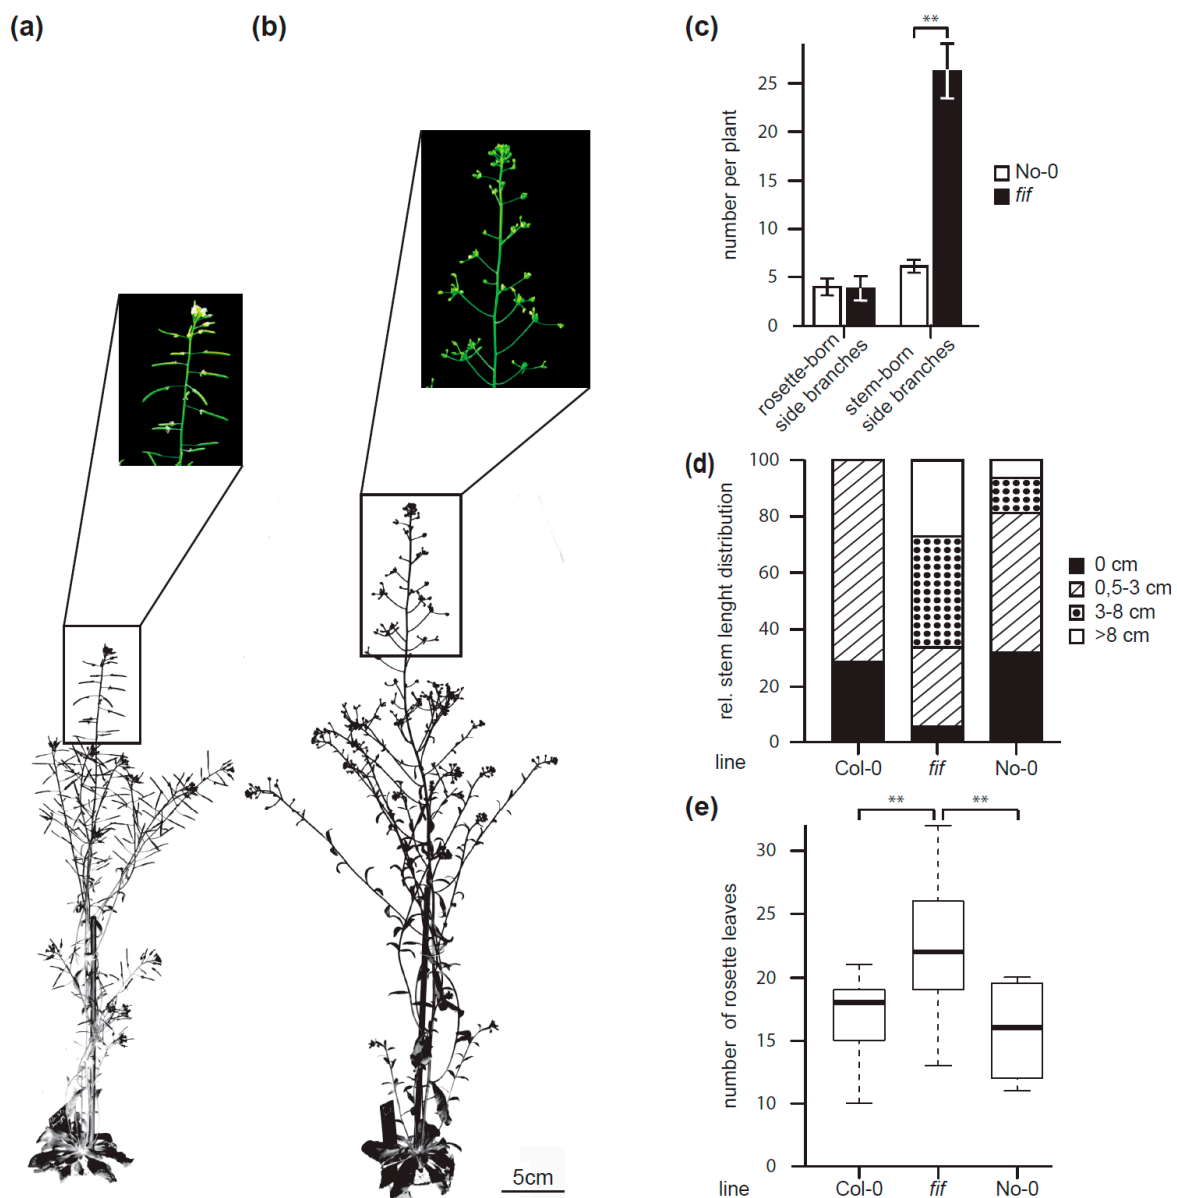 (a)
(b)
5cm
(c)
**
number per plant
25
20
15
10
5
0
No-0
fif
rosette-born
side branches
stem-born
side branches
(d)
rel. stem lenght distribution
100
80
60
40
20
0
0 cm
0,5-3 cm
3-8 cm
>8 cm
line
Col-0
fif
No-0
(e)
** **
number of rosette leaves
30
25
20
15
10
0
line
Col-0
fif
No-0